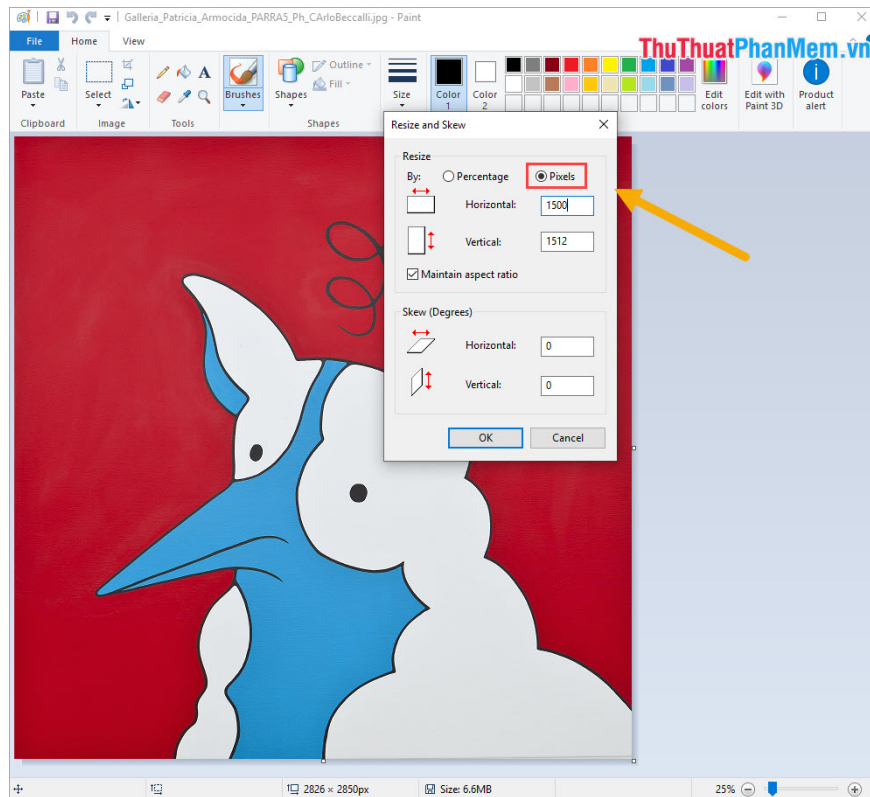 Galleria_Patricia_Armocida_PARRA5_Ph_CArloBeccalli.jpg - Paint
File Home View
ThuThuatPhanMem.vn
Paste
Select
A
Brushes
Shapes
Outline
Fill
Size
Color
1
Color
2
Edit
colors
Edit with
Paint 3D
Product
alert
Clipboard
Image
Tools
Shapes
Resize and Skew
Resize
By: Percentage Pixels
Horizontal: 1500
Vertical: 1512
Maintain aspect ratio
Skew (Degrees)
Horizontal: 0
Vertical: 0
OK Cancel
2826 × 2850px Size: 6.6MB 25%